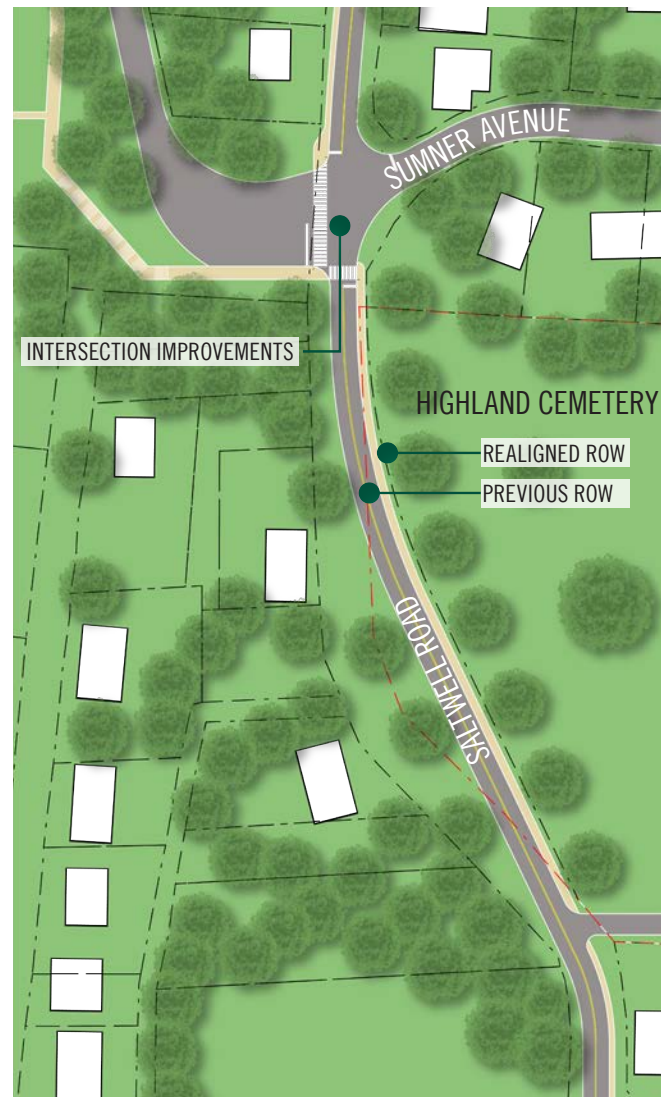 SUMNER AVENUE
INTERSECTION IMPROVEMENTS
HIGHLAND CEMETERY
REALIGNED ROW
PREVIOUS ROW
SALTWELL ROAD